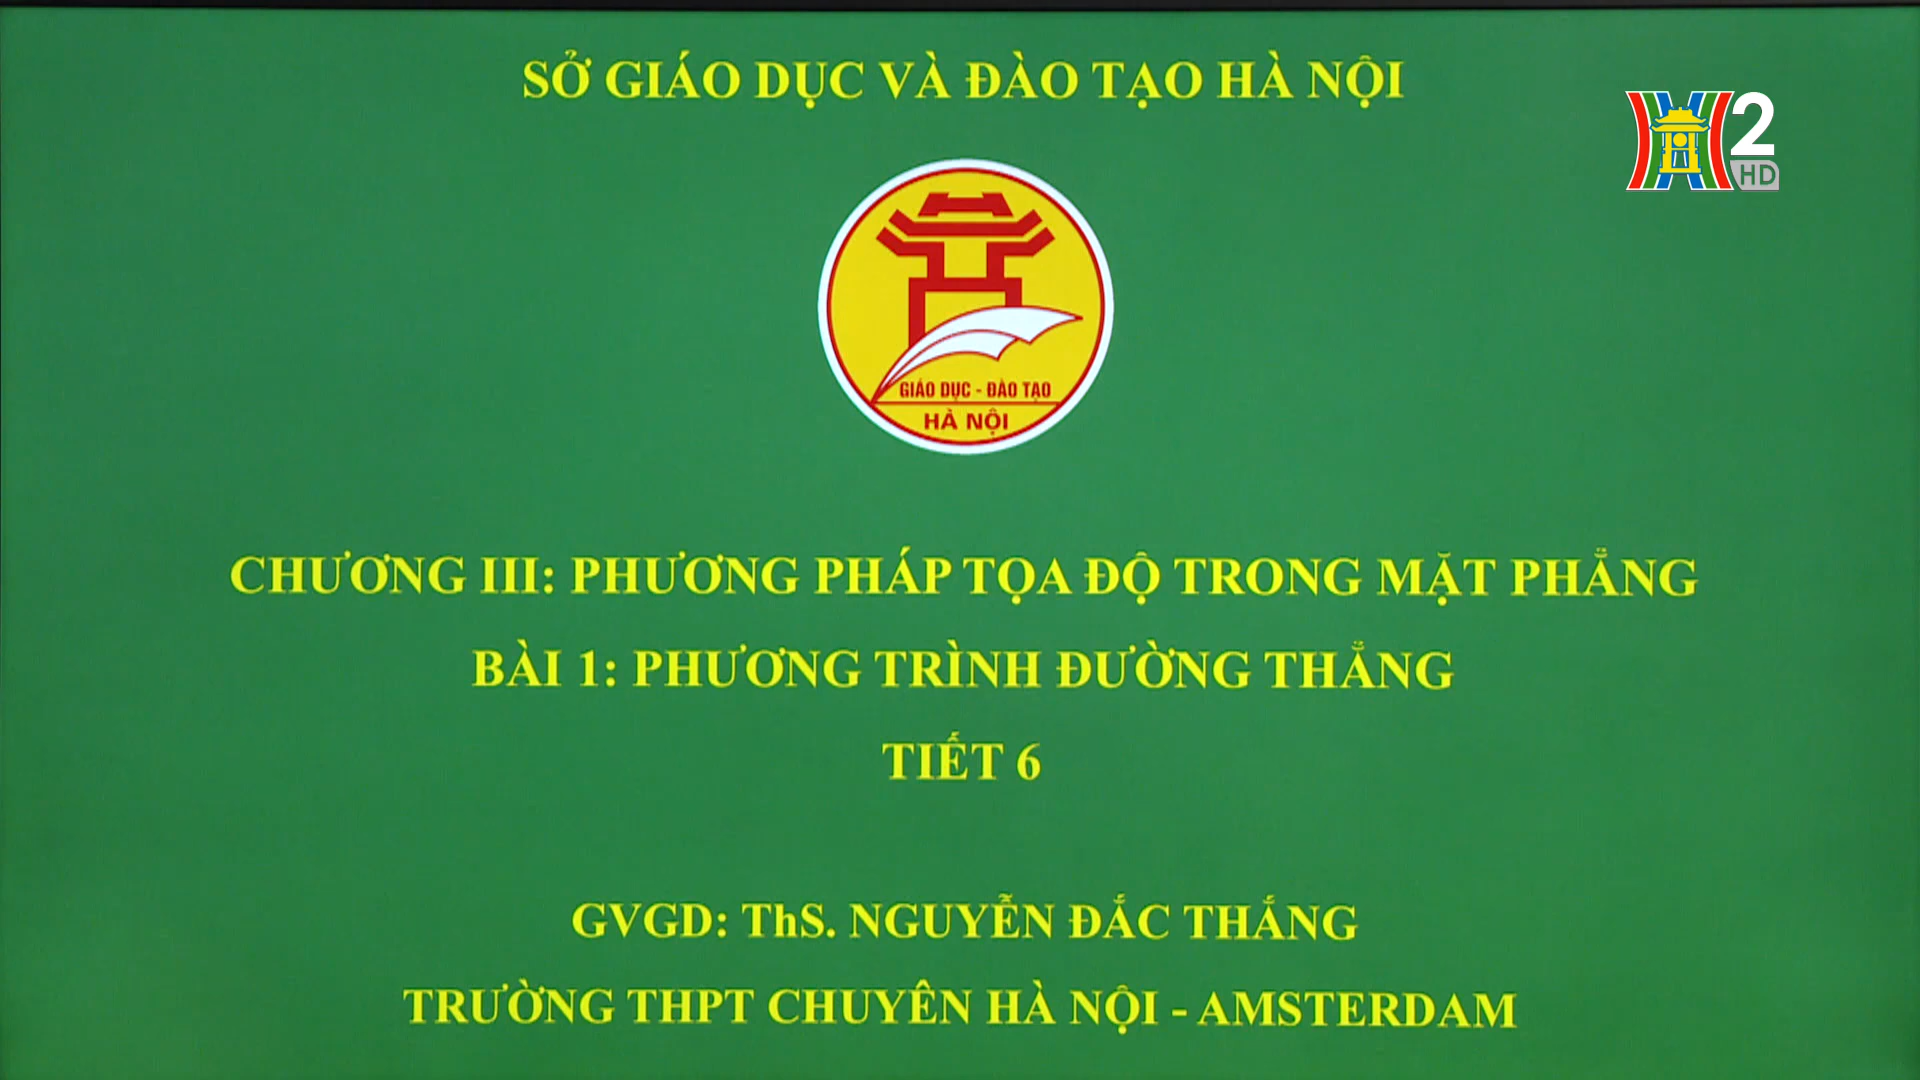 SỞ GIÁO DỤC VÀ ĐÀO TẠO HÀ NỘI
2
HD
GIÁO DỤC - ĐÀO TẠO
HÀ NỘI
CHƯƠNG III: PHƯƠNG PHÁP TỌA ĐỘ TRONG MẶT PHẲNG
BÀI 1: PHƯƠNG TRÌNH ĐƯỜNG THẲNG
TIẾT 6
GVGD: ThS. NGUYỄN ĐẮC THẮNG
TRƯỜNG THPT CHUYÊN HÀ NỘI - AMSTERDAM